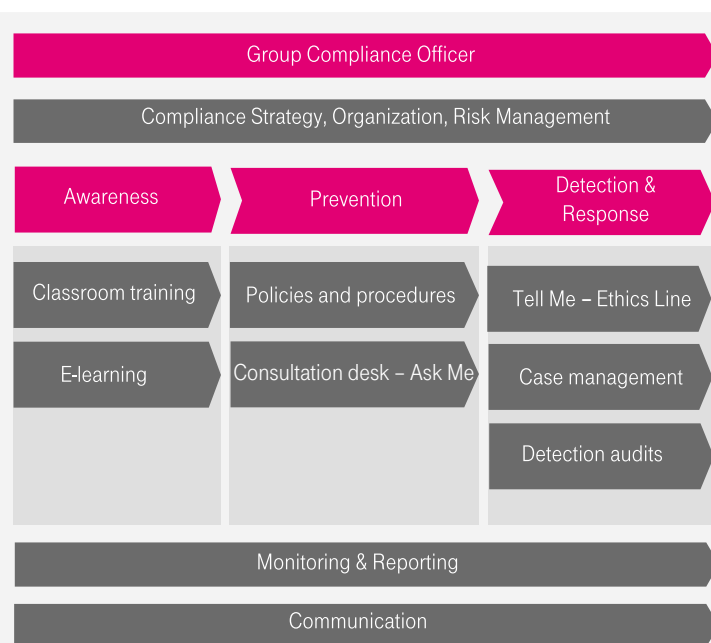 Group Compliance Officer
Compliance Strategy, Organization, Risk Management
Awareness
Prevention
Detection &
Response
Classroom training
Policies and procedures
Tell Me – Ethics Line
E-learning
Consultation desk – Ask Me
Case management
Detection audits
Monitoring & Reporting
Communication